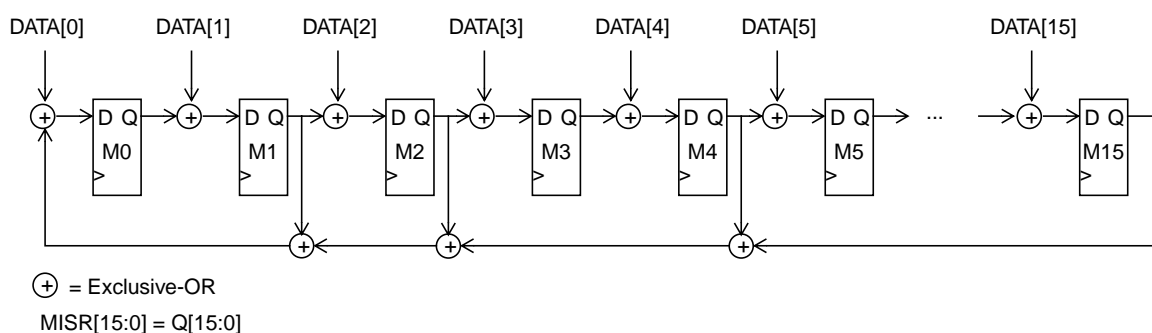 DATA[0] DATA[1] DATA[2] DATA[3] DATA[4] DATA[5] DATA[15]
D Q D Q D Q D Q D Q D Q ... D Q
M0 M1 M2 M3 M4 M5 M15
= Exclusive-OR
MISR[15:0] = Q[15:0]